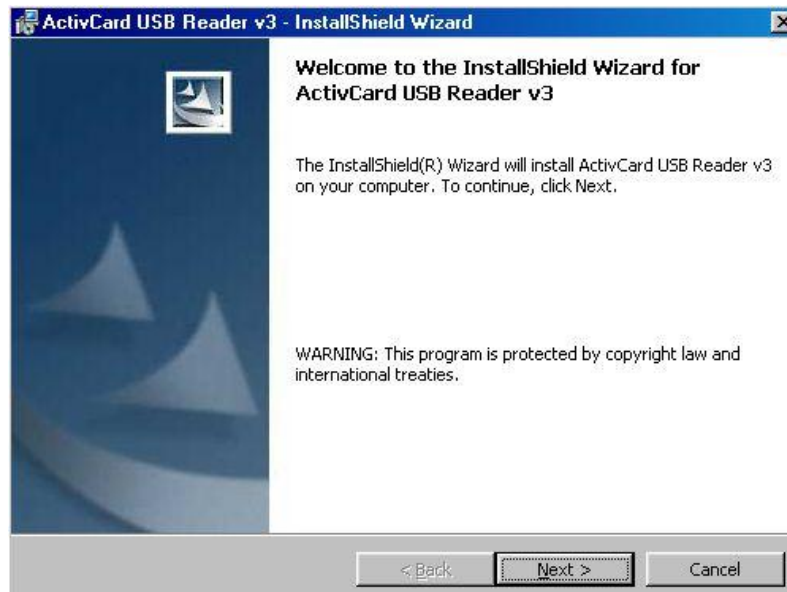 ActivCard USB Reader v3 - InstallShield Wizard
Welcome to the InstallShield Wizard for
ActivCard USB Reader v3
The InstallShield(R) Wizard will install ActivCard USB Reader v3
on your computer. To continue, click Next.
WARNING: This program is protected by copyright law and
international treaties.
< Back
Next >
Cancel